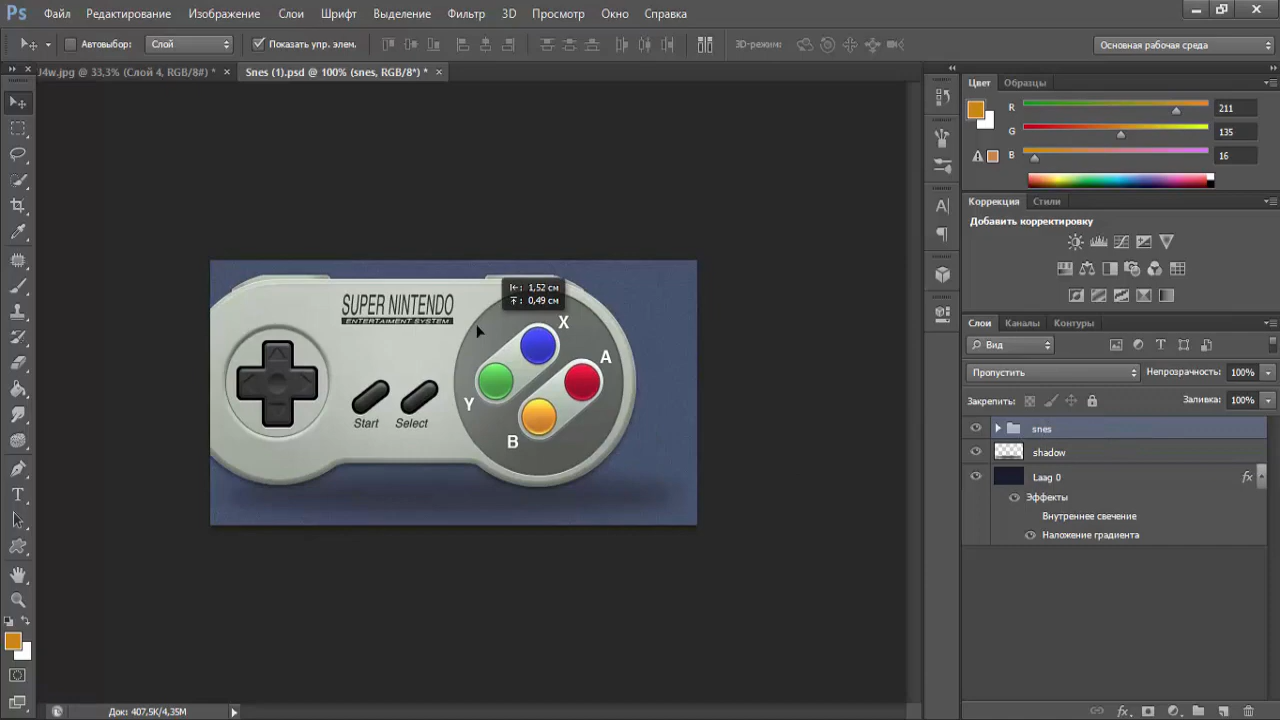 Ps Файл Редактирование Изображение Слои Шрифт Выделение Фильтр 3D Просмотр Окно Справка
Автовыбор: Слой Показать упр. элем. 3D-режим: Основная рабочая среда
J4w.jpg @ 33,3% (Слой 4, RGB/8#) * × Snes (1).psd @ 100% (snes, RGB/8*) * ×
Цвет Образцы
R 211
G 135
B 16
Коррекция Стили
Добавить корректировку
1,52 см
0,49 см
SUPER NINTENDO
ENTERTAIMENT SYSTEM
X
A
Y
B
Start Select
Слои Каналы Контуры
Вид
Пропустить Непрозрачность: 100%
Закрепить: Заливка: 100%
snes
shadow
Laag 0 fx
Эффекты
Внутреннее свечение
Наложение градиента
Док: 407,5K/4,35M
fx